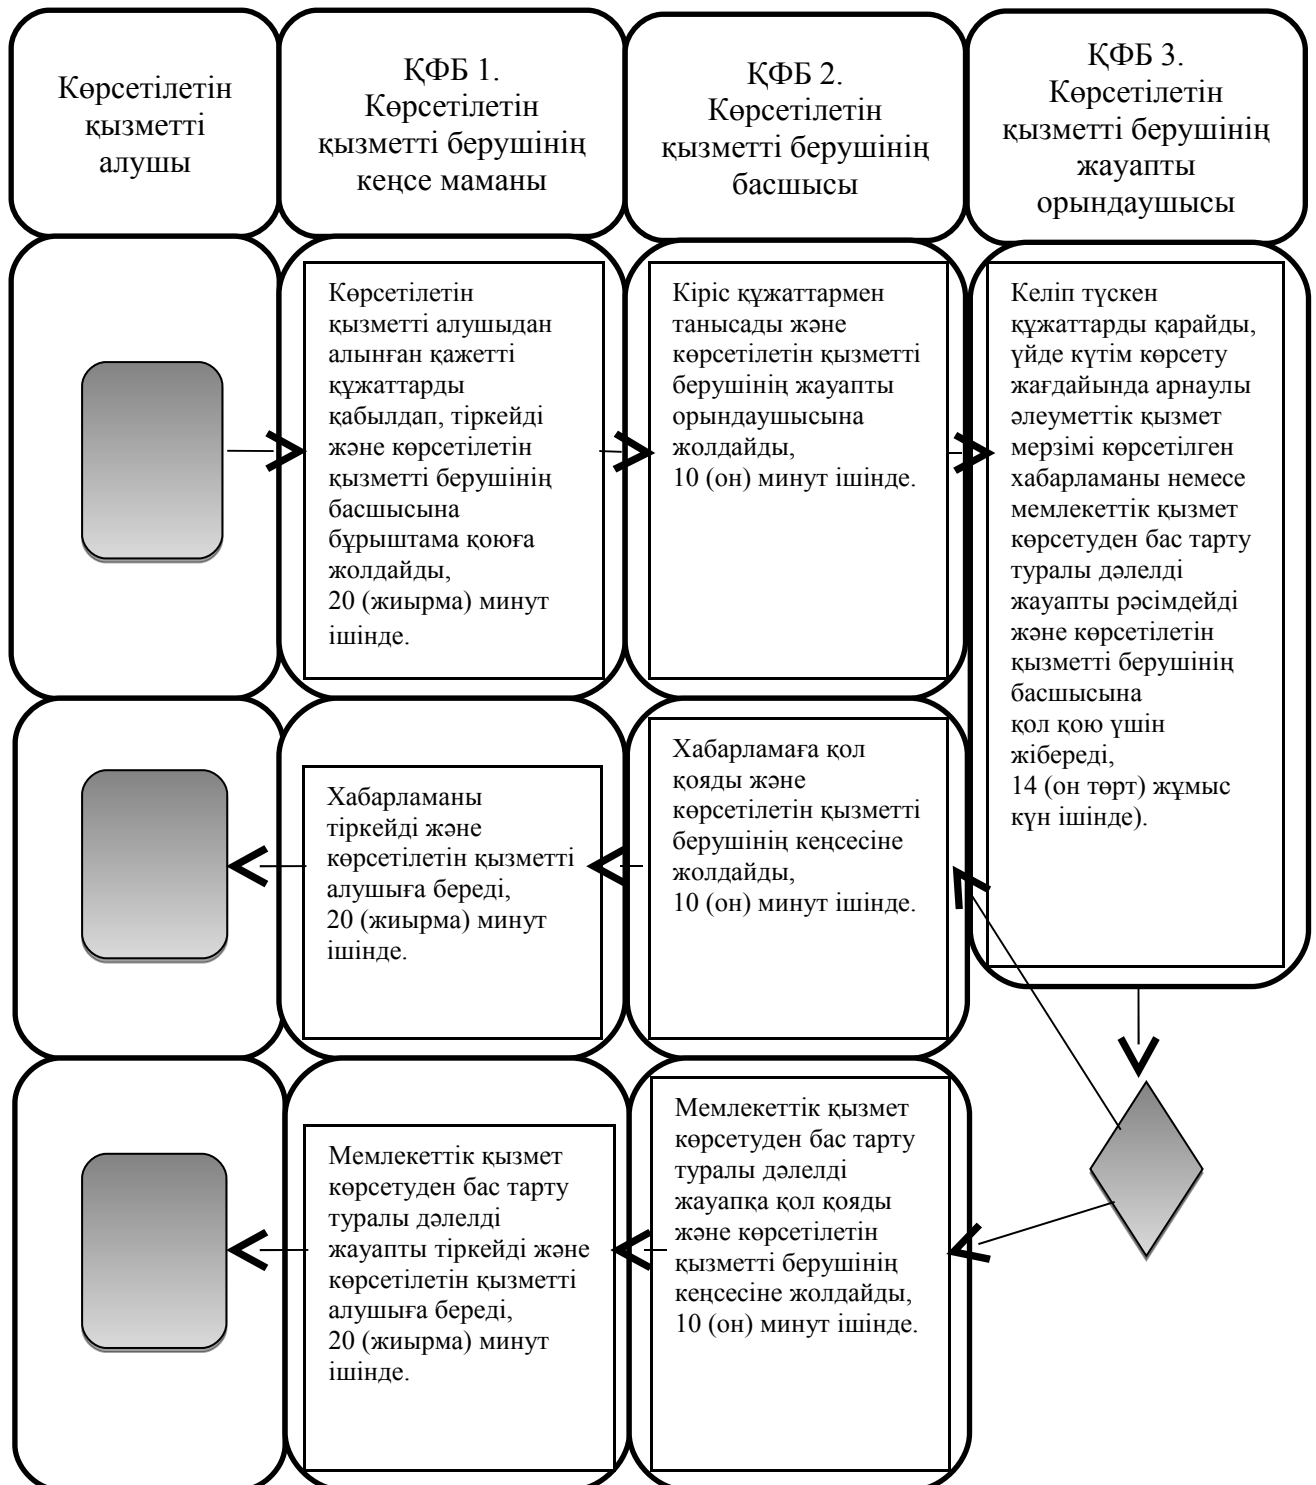 Көрсетілетін
қызметті
алушы
ҚФБ 1.
Көрсетілетін
қызметті берушінің
кеңсе маманы
ҚФБ 2.
Көрсетілетін
қызметті берушінің
басшысы
ҚФБ 3.
Көрсетілетін
қызметті берушінің
жауапты
орындаушысы
Көрсетілетін
қызметті алушыдан
алынған қажетті
құжаттарды
қабылдап, тіркейді
және көрсетілетін
қызметті берушінің
басшысына
бұрыштама қоюға
жолдайды,
20 (жиырма) минут
ішінде.
Кіріс құжаттармен
танысады және
көрсетілетін қызметті
берушінің жауапты
орындаушысына
жолдайды,
10 (он) минут ішінде.
Келіп түскен
құжаттарды қарайды,
үйде күтім көрсету
жағдайында арнаулы
әлеуметтік қызмет
мерзімі көрсетілген
хабарламаны немесе
мемлекеттік қызмет
көрсетуден бас тарту
туралы дәлелді
жауапты рәсімдейді
және көрсетілетін
қызметті берушінің
басшысына
қол қою үшін
жібереді,
14 (он төрт) жұмыс
күн ішінде).
Хабарламаны
тіркейді және
көрсетілетін қызметті
алушыға береді,
20 (жиырма) минут
ішінде.
Хабарламаға қол
қояды және
көрсетілетін қызметті
берушінің кеңсесіне
жолдайды,
10 (он) минут ішінде.
Мемлекеттік қызмет
көрсетуден бас тарту
туралы дәлелді
жауапты тіркейді және
көрсетілетін қызметті
алушыға береді,
20 (жиырма) минут
ішінде.
Мемлекеттік қызмет
көрсетуден бас тарту
туралы дәлелді
жауапқа қол қояды
және көрсетілетін
қызметті берушінің
кеңсесіне жолдайды,
10 (он) минут ішінде.